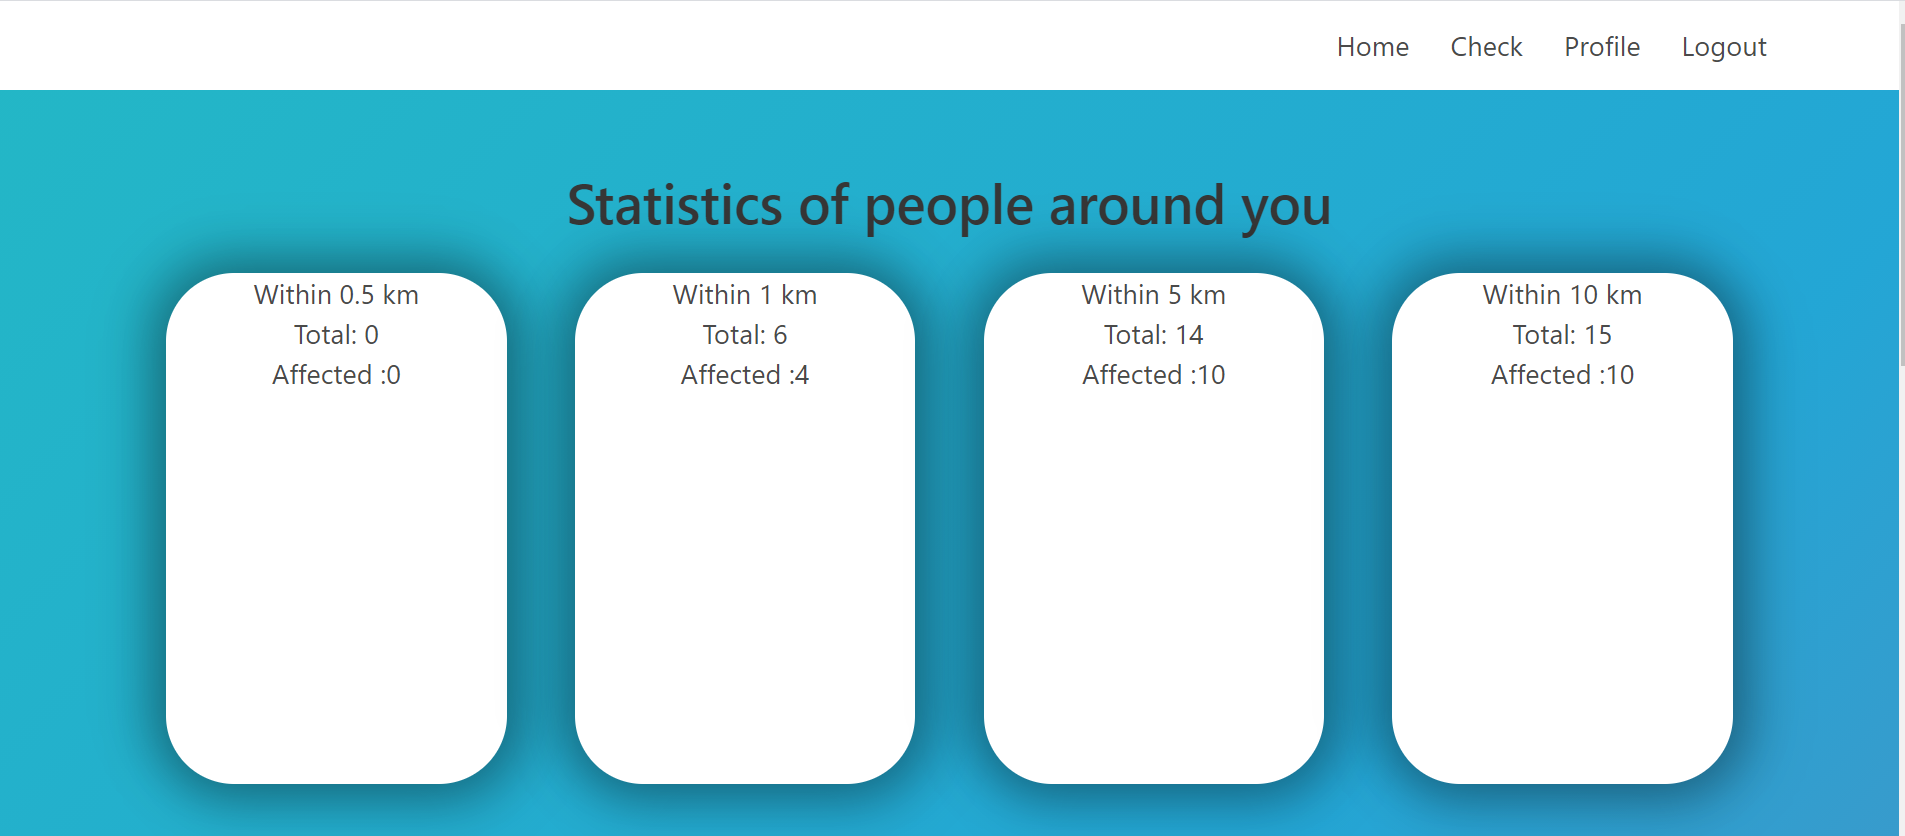 Home Check Profile Logout
Statistics of people around you
Within 0.5 km
Total: 0
Affected :0
Within 1 km
Total: 6
Affected :4
Within 5 km
Total: 14
Affected :10
Within 10 km
Total: 15
Affected :10